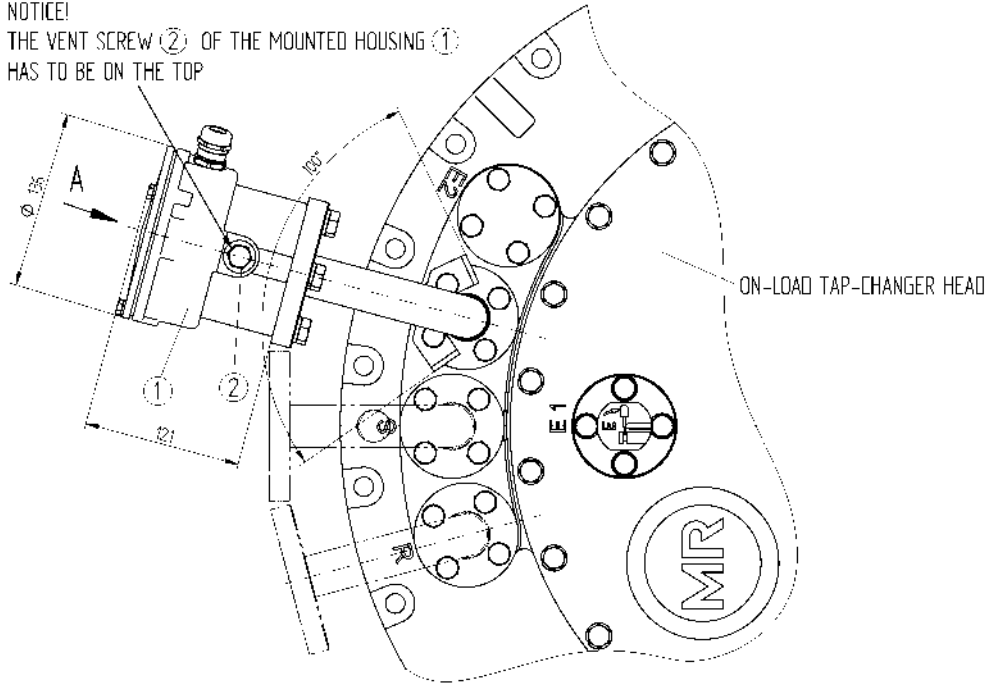 NOTICE!
THE VENT SCREW ② OF THE MOUNTED HOUSING ①
HAS TO BE ON THE TOP
100°
A
Ø 135
E2
ON-LOAD TAP-CHANGER HEAD
① ②
121
S
E1
R
MR